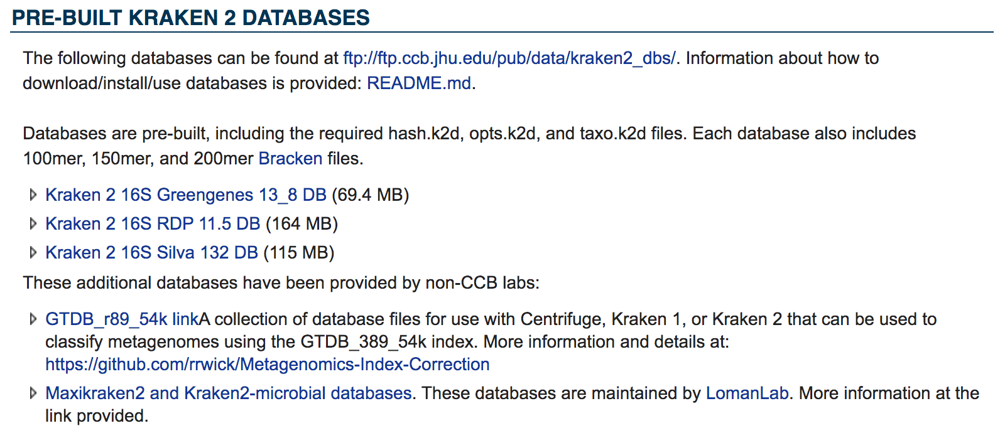 PRE-BUILT KRAKEN 2 DATABASES
The following databases can be found at ftp://ftp.ccb.jhu.edu/pub/data/kraken2_dbs/. Information about how to
download/install/use databases is provided: README.md.
Databases are pre-built, including the required hash.k2d, opts.k2d, and taxo.k2d files. Each database also includes
100mer, 150mer, and 200mer Bracken files.
Kraken 2 16S Greengenes 13_8 DB (69.4 MB)
Kraken 2 16S RDP 11.5 DB (164 MB)
Kraken 2 16S Silva 132 DB (115 MB)
These additional databases have been provided by non-CCB labs:
GTDB_r89_54k linkA collection of database files for use with Centrifuge, Kraken 1, or Kraken 2 that can be used to
classify metagenomes using the GTDB_389_54k index. More information and details at:
https://github.com/rrwick/Metagenomics-Index-Correction
Maxikraken2 and Kraken2-microbial databases. These databases are maintained by LomanLab. More information at the
link provided.